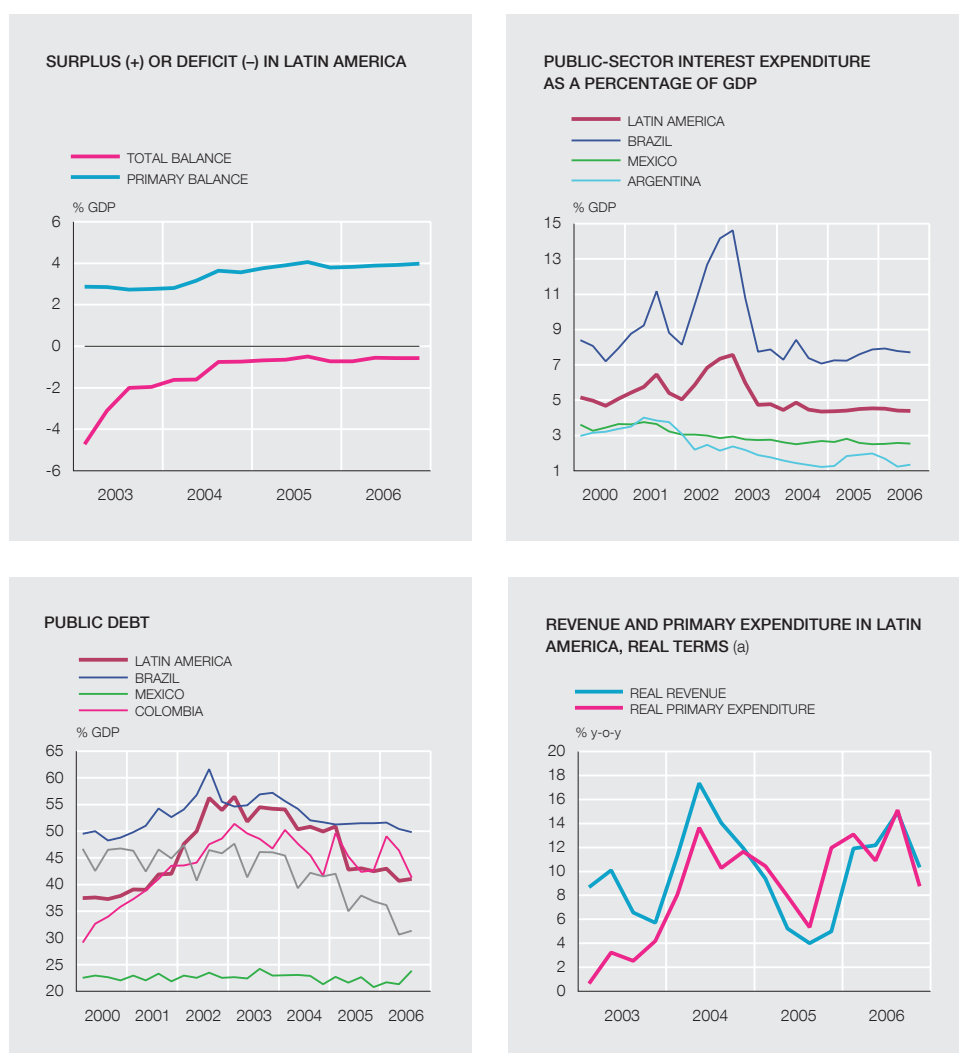 SURPLUS (+) OR DEFICIT (–) IN LATIN AMERICA
TOTAL BALANCE
PRIMARY BALANCE
% GDP
6
4
2
0
-2
-4
-6
2003 2004 2005 2006
PUBLIC-SECTOR INTEREST EXPENDITURE
AS A PERCENTAGE OF GDP
LATIN AMERICA
BRAZIL
MEXICO
ARGENTINA
% GDP
15
13
11
9
7
5
3
1
2000 2001 2002 2003 2004 2005 2006
PUBLIC DEBT
LATIN AMERICA
BRAZIL
MEXICO
COLOMBIA
% GDP
65
60
55
50
45
40
35
30
25
20
2000 2001 2002 2003 2004 2005 2006
REVENUE AND PRIMARY EXPENDITURE IN LATIN
AMERICA, REAL TERMS (a)
REAL REVENUE
REAL PRIMARY EXPENDITURE
% y-o-y
20
18
16
14
12
10
8
6
4
2
0
2003 2004 2005 2006